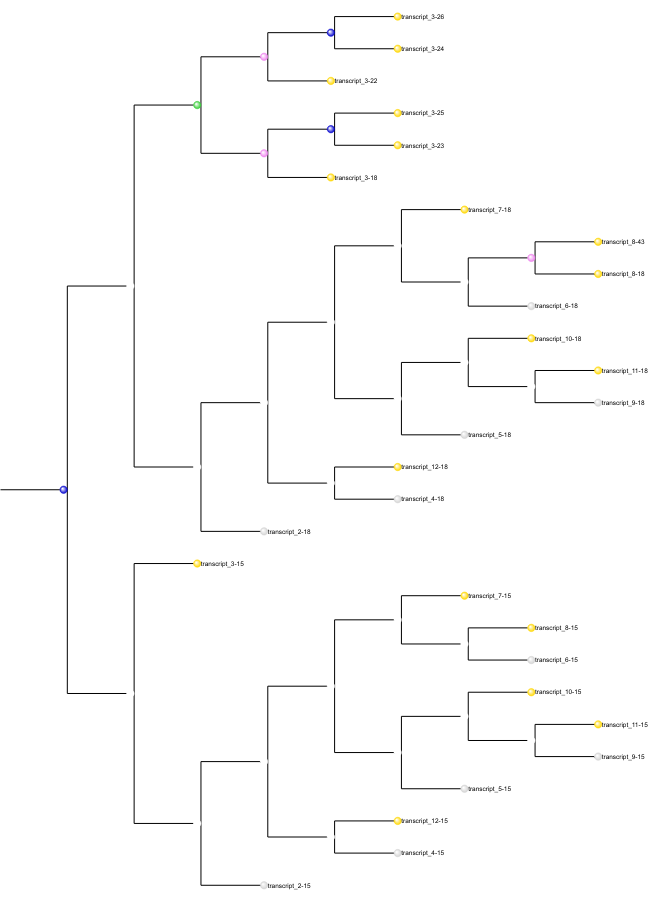 transcript_3-26
transcript_3-24
transcript_3-22
transcript_3-25
transcript_3-23
transcript_3-18
transcript_7-18
transcript_8-43
transcript_8-18
transcript_6-18
transcript_10-18
transcript_11-18
transcript_9-18
transcript_5-18
transcript_12-18
transcript_4-18
transcript_2-18
transcript_3-15
transcript_7-15
transcript_8-15
transcript_6-15
transcript_10-15
transcript_11-15
transcript_9-15
transcript_5-15
transcript_12-15
transcript_4-15
transcript_2-15